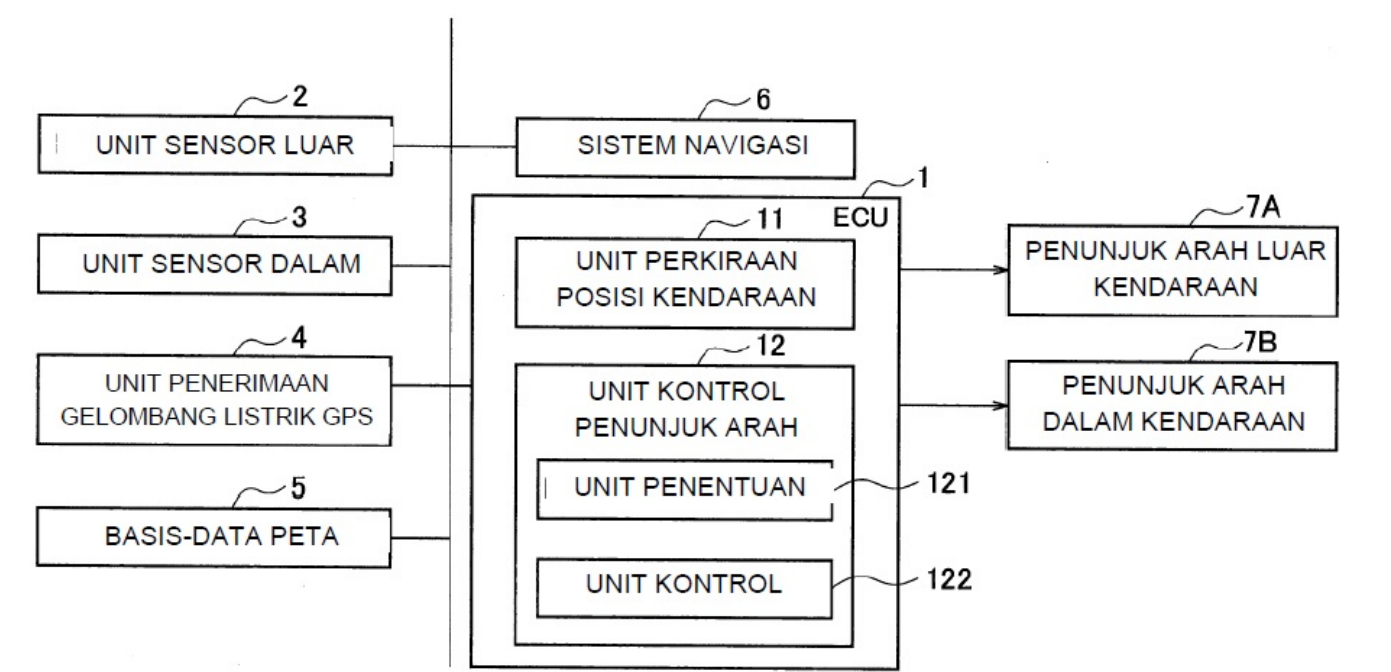 2
UNIT SENSOR LUAR
3
UNIT SENSOR DALAM
4
UNIT PENERIMAAN
GELOMBANG LISTRIK GPS
5
BASIS-DATA PETA
6
SISTEM NAVIGASI
1
ECU
11
UNIT PERKIRAAN
POSISI KENDARAAN
12
UNIT KONTROL
PENUNJUK ARAH
UNIT PENENTUAN
121
UNIT KONTROL
122
7A
PENUNJUK ARAH LUAR
KENDARAAN
7B
PENUNJUK ARAH
DALAM KENDARAAN